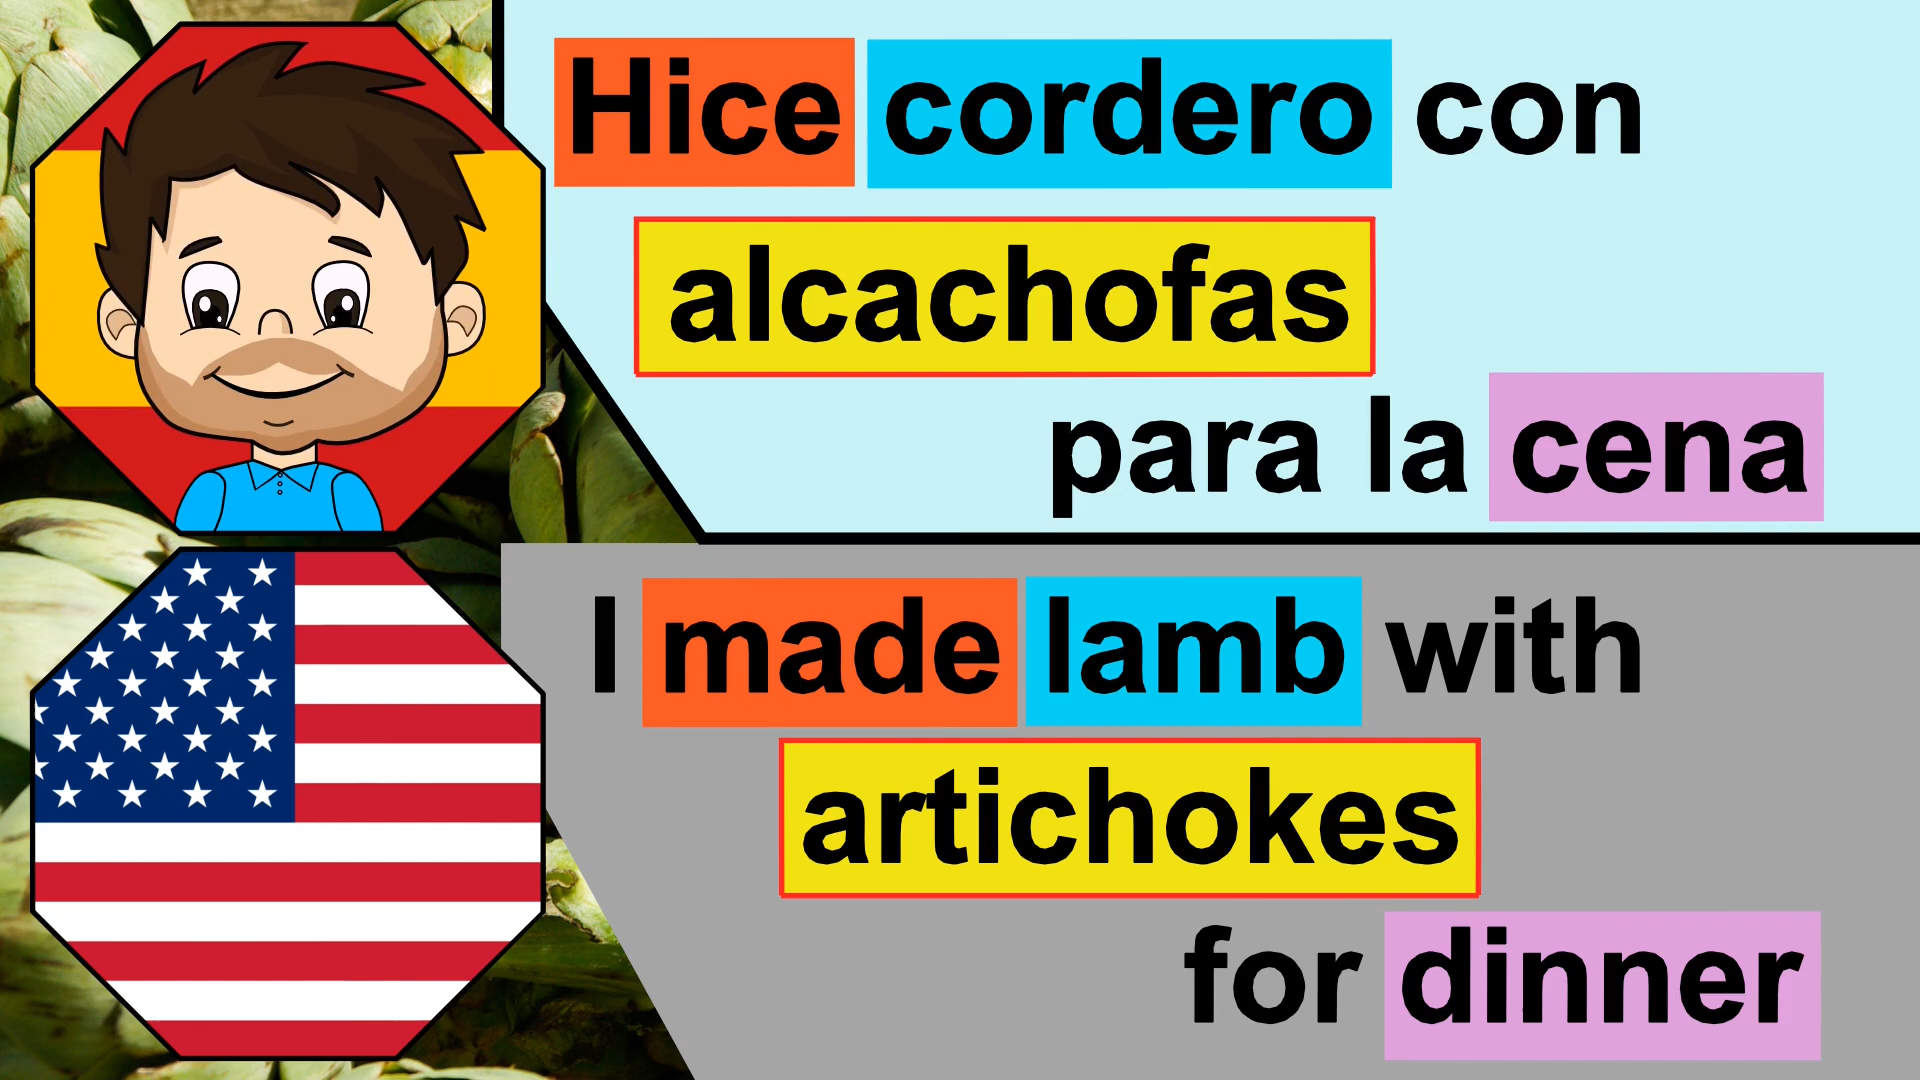 Hice cordero con
alcachofas
para la cena
I made lamb with
artichokes
for dinner